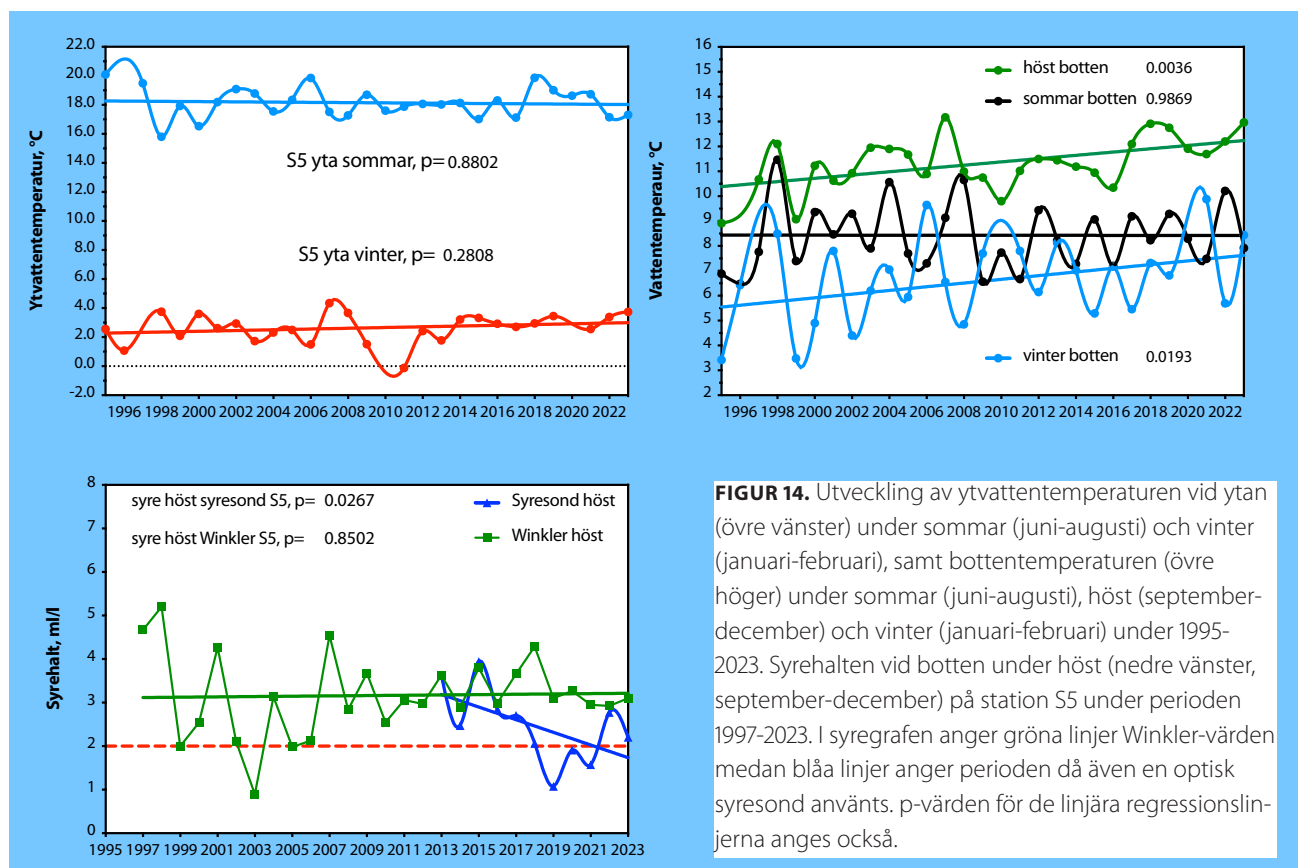 Ytvattentemperatur, °C
22.0
20.0
18.0
16.0
14.0
12.0
10.0
8.0
6.0
4.0
2.0
0.0
-2.0
S5 yta sommar, p= 0.8802
S5 yta vinter, p= 0.2808
1996 1998 2000 2002 2004 2006 2008 2010 2012 2014 2016 2018 2020 2022
Vattentemperaur, °C
16
15
14
13
12
11
10
9
8
7
6
5
4
3
2
höst botten 0.0036
sommar botten 0.9869
vinter botten 0.0193
1996 1998 2000 2002 2004 2006 2008 2010 2012 2014 2016 2018 2020 2022
Syrehalt, ml/l
8
7
6
5
4
3
2
1
0
syre höst syresond S5, p= 0.0267
syre höst Winkler S5, p= 0.8502
Syresond höst
Winkler höst
1995 1997 1999 2001 2003 2005 2007 2009 2011 2013 2015 2017 2019 2021 2023
FIGUR 14. Utveckling av ytvattentemperaturen vid ytan
(övre vänster) under sommar (juni-augusti) och vinter
(januari-februari), samt bottentemperaturen (övre
höger) under sommar (juni-augusti), höst (september-
december) och vinter (januari-februari) under 1995-
2023. Syrehalten vid botten under höst (nedre vänster,
september-december) på station S5 under perioden
1997-2023. I syregrafen anger gröna linjer Winkler-värden
medan blåa linjer anger perioden då även en optisk
syresond använts. p-värden för de linjära regressionslin-
jerna anges också.